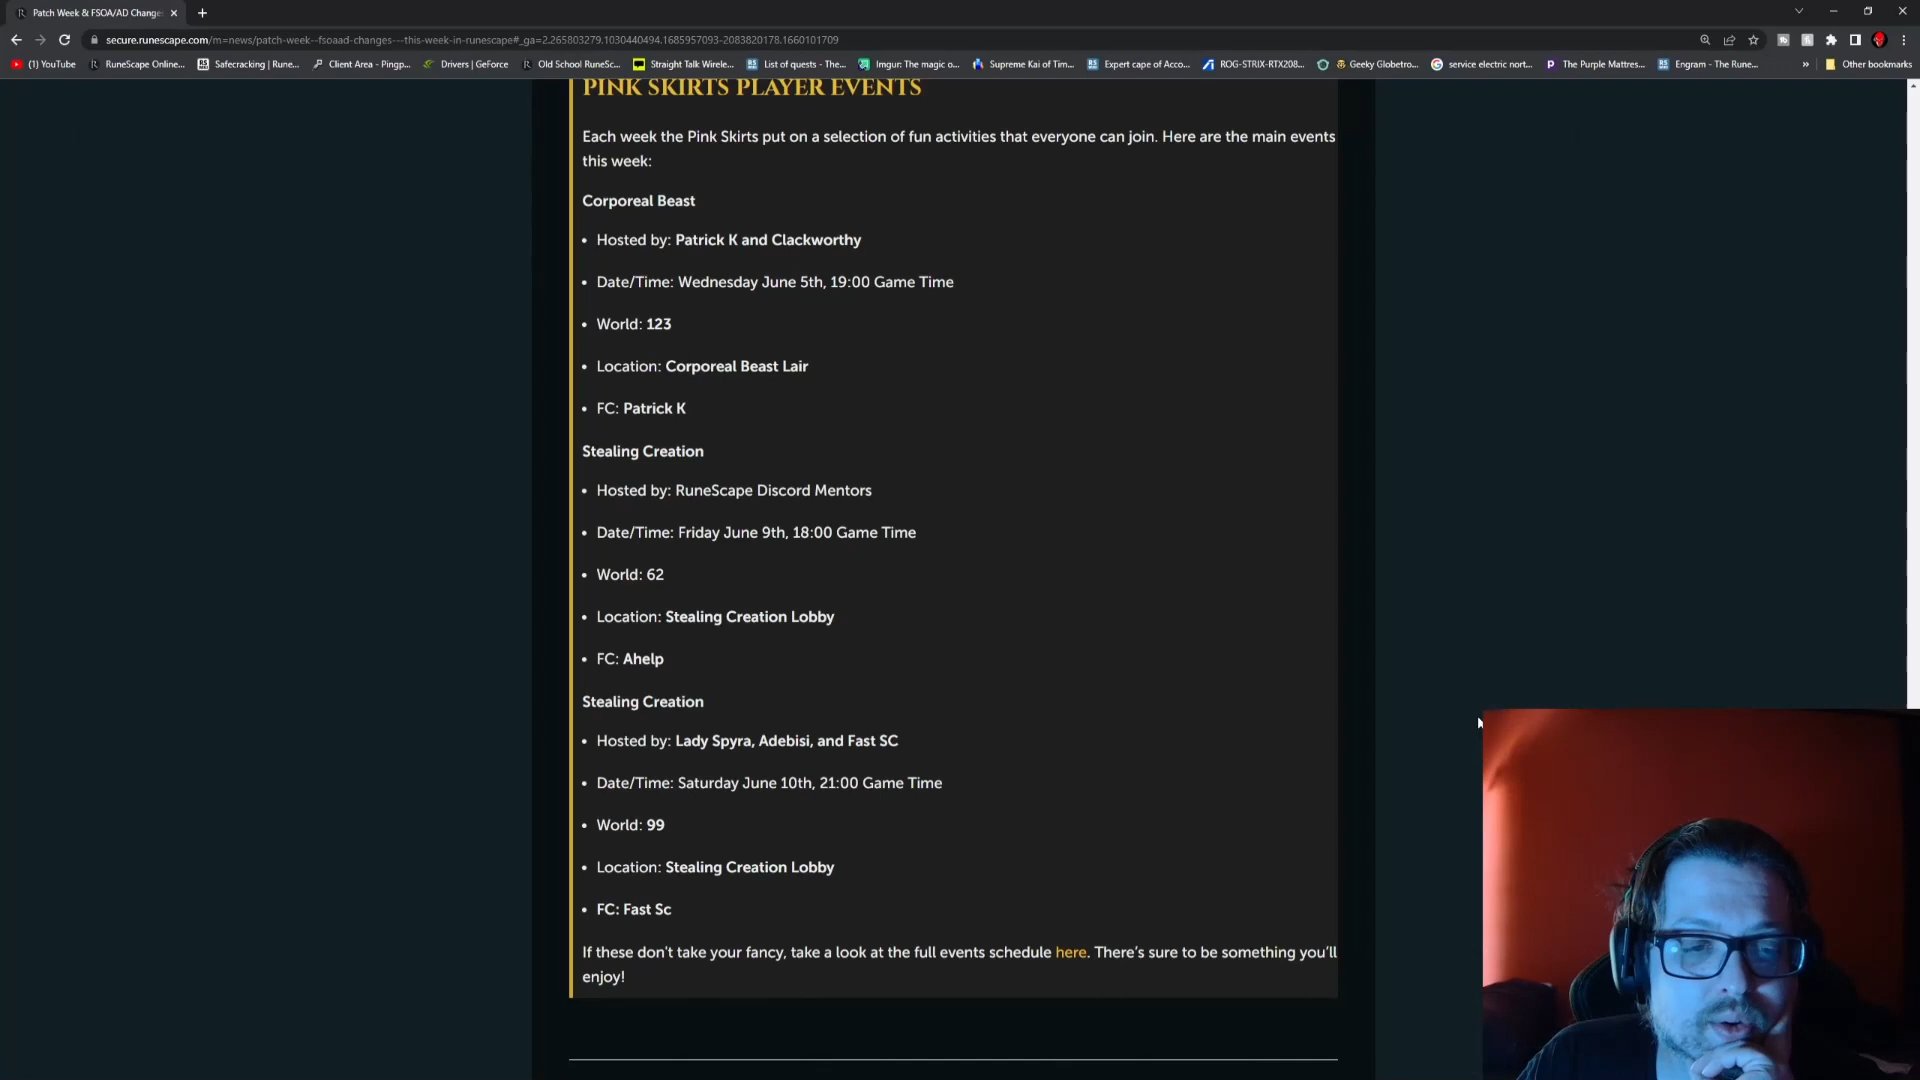 Patch Week & FSOA/AD Change
secure.runescape.com/m=news/patch-week--fsoaad-changes---this-week-in-runescape#_ga=2.265803279.1030440494.1685957093-2083820178.1660101709
(1) YouTube RuneScape Online... Safecracking | Rune... Client Area - Pingp... Drivers | GeForce Old School RuneSc... Straight Talk Wirele... List of quests - The... Imgur: The magic o... Supreme Kai of Tim... Expert cape of Acco... ROG-STRIX-RTX208... Geeky Globetro... service electric nort... The Purple Mattres... Engram - The Rune... » Other bookmarks
PINK SKIRTS PLAYER EVENTS
Each week the Pink Skirts put on a selection of fun activities that everyone can join. Here are the main events
this week:
Corporeal Beast
• Hosted by: Patrick K and Clackworthy
• Date/Time: Wednesday June 5th, 19:00 Game Time
• World: 123
• Location: Corporeal Beast Lair
• FC: Patrick K
Stealing Creation
• Hosted by: RuneScape Discord Mentors
• Date/Time: Friday June 9th, 18:00 Game Time
• World: 62
• Location: Stealing Creation Lobby
• FC: Ahelp
Stealing Creation
• Hosted by: Lady Spyra, Adebisi, and Fast SC
• Date/Time: Saturday June 10th, 21:00 Game Time
• World: 99
• Location: Stealing Creation Lobby
• FC: Fast Sc
If these don't take your fancy, take a look at the full events schedule here. There's sure to be something you'll
enjoy!